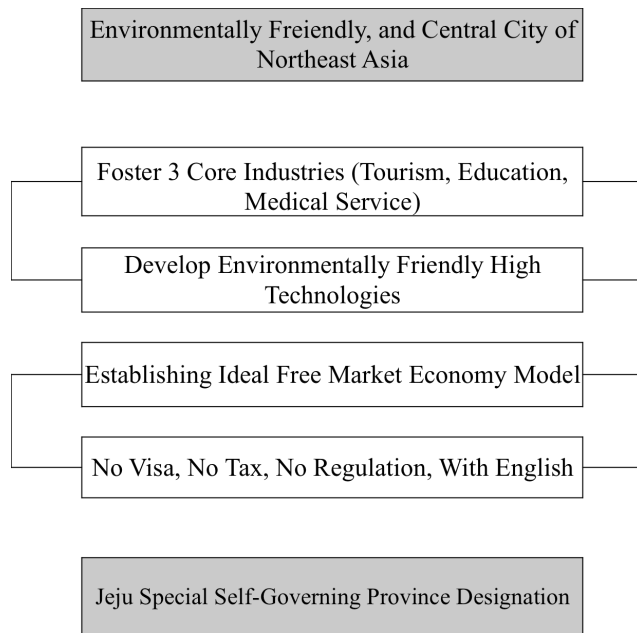 Environmentally Freiendly, and Central City of
Northeast Asia
Foster 3 Core Industries (Tourism, Education,
Medical Service)
Develop Environmentally Friendly High
Technologies
Establishing Ideal Free Market Economy Model
No Visa, No Tax, No Regulation, With English
Jeju Special Self-Governing Province Designation